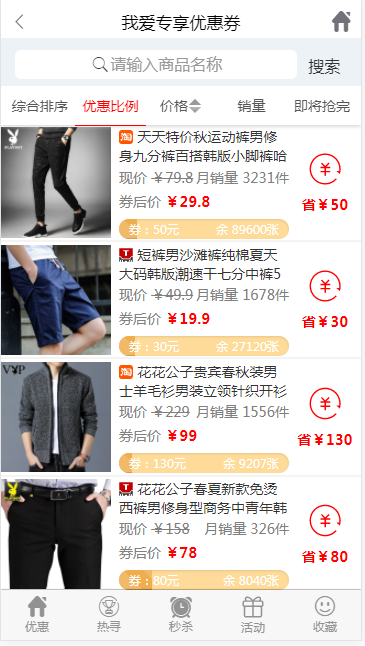 我爱专享优惠券
请输入商品名称
搜索
综合排序 优惠比例 价格 销量 即将抢完
PLAYBOY
淘 天天特价秋运动裤男修
身九分裤百搭韩版小脚裤哈
现价 ¥79.8 月销量 3231件
券后价 ¥29.8
券：50元 余 89600张
省¥50
短裤男沙滩裤纯棉夏天
大码韩版潮速干七分中裤5
现价 ¥49.9 月销量 1678件
券后价 ¥19.9
券：30元 余 27120张
省¥30
VIP
淘 花花公子贵宾春秋装男
士羊毛衫男装立领针织开衫
现价 ¥229 月销量 1556件
券后价 ¥99
券：130元 余 9207张
省¥130
花花公子春夏新款免烫
西裤男修身型商务中青年韩
现价 ¥158 月销量 326件
券后价 ¥78
券：80元 余 8040张
省¥80
优惠 热寻 秒杀 活动 收藏